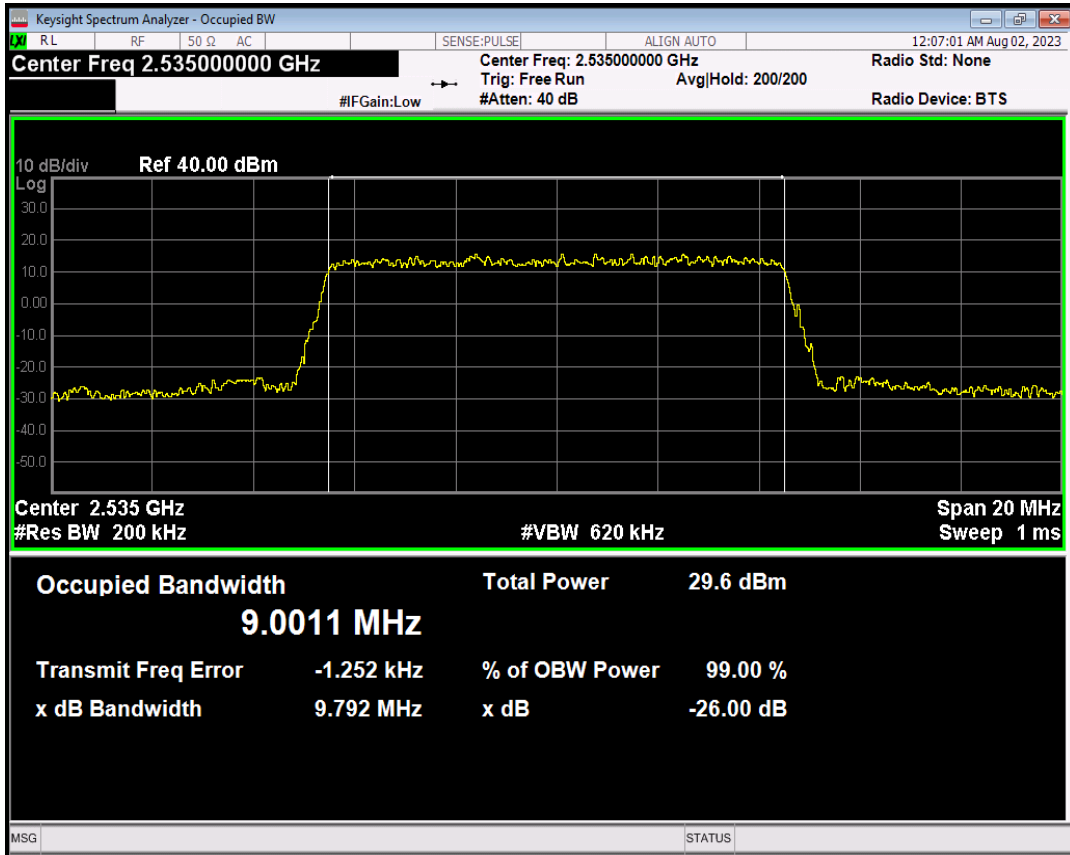 Keysight Spectrum Analyzer - Occupied BW
LXI RL RF 50 Ω AC SENSE:PULSE ALIGN AUTO 12:07:01 AM Aug 02, 2023
Center Freq 2.535000000 GHz Center Freq: 2.535000000 GHz Radio Std: None
Trig: Free Run Avg|Hold: 200/200
#IFGain:Low #Atten: 40 dB Radio Device: BTS
10 dB/div Ref 40.00 dBm
Log
30.0
20.0
10.0
0.00
-10.0
-20.0
-30.0
-40.0
-50.0
Center 2.535 GHz Span 20 MHz
#Res BW 200 kHz #VBW 620 kHz Sweep 1 ms
Occupied Bandwidth Total Power 29.6 dBm
9.0011 MHz
Transmit Freq Error -1.252 kHz % of OBW Power 99.00 %
x dB Bandwidth 9.792 MHz x dB -26.00 dB
MSG STATUS